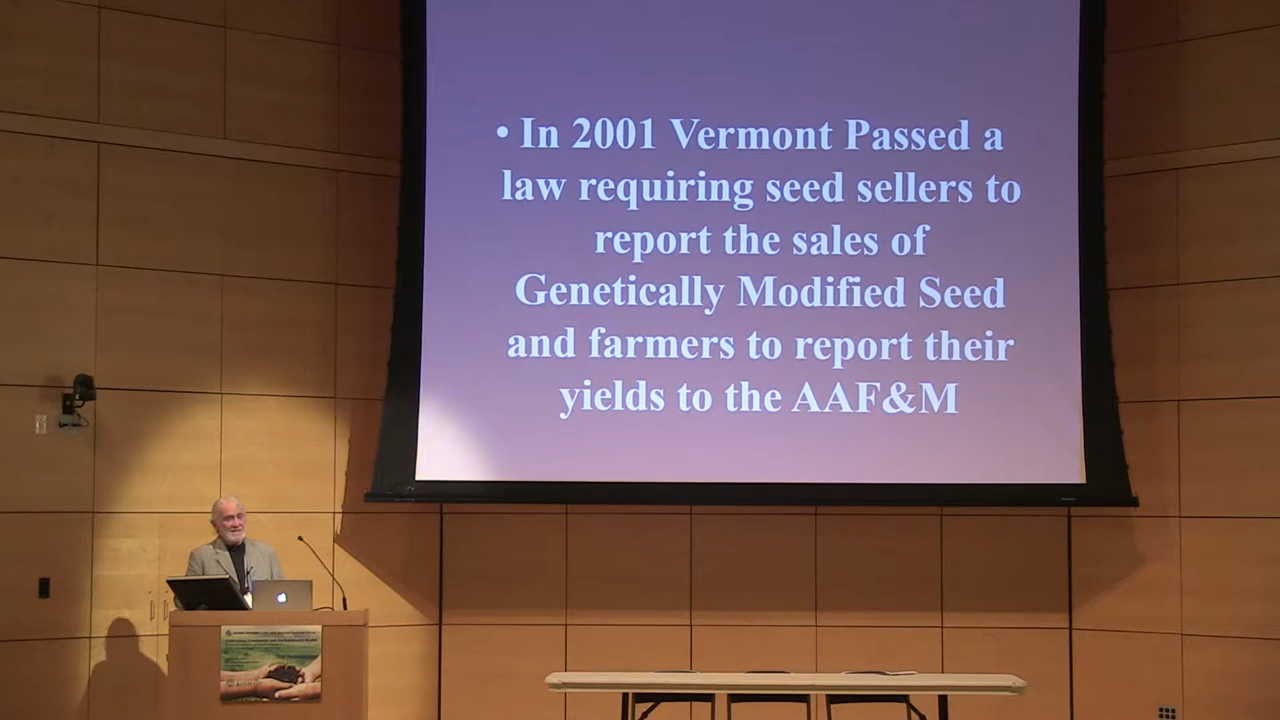 • In 2001 Vermont Passed a
law requiring seed sellers to
report the sales of
Genetically Modified Seed
and farmers to report their
yields to the AAF&M